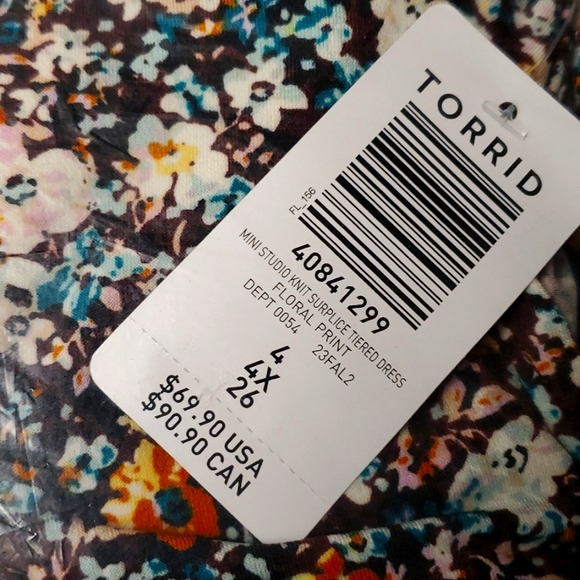 TORRID
FL_156
40841299
MINI STUDIO KNIT SURPLICE TIERED DRESS
FLORAL PRINT
DEPT 0054 23FAL2
4
4X
26
$69.90 USA
$90.90 CAN